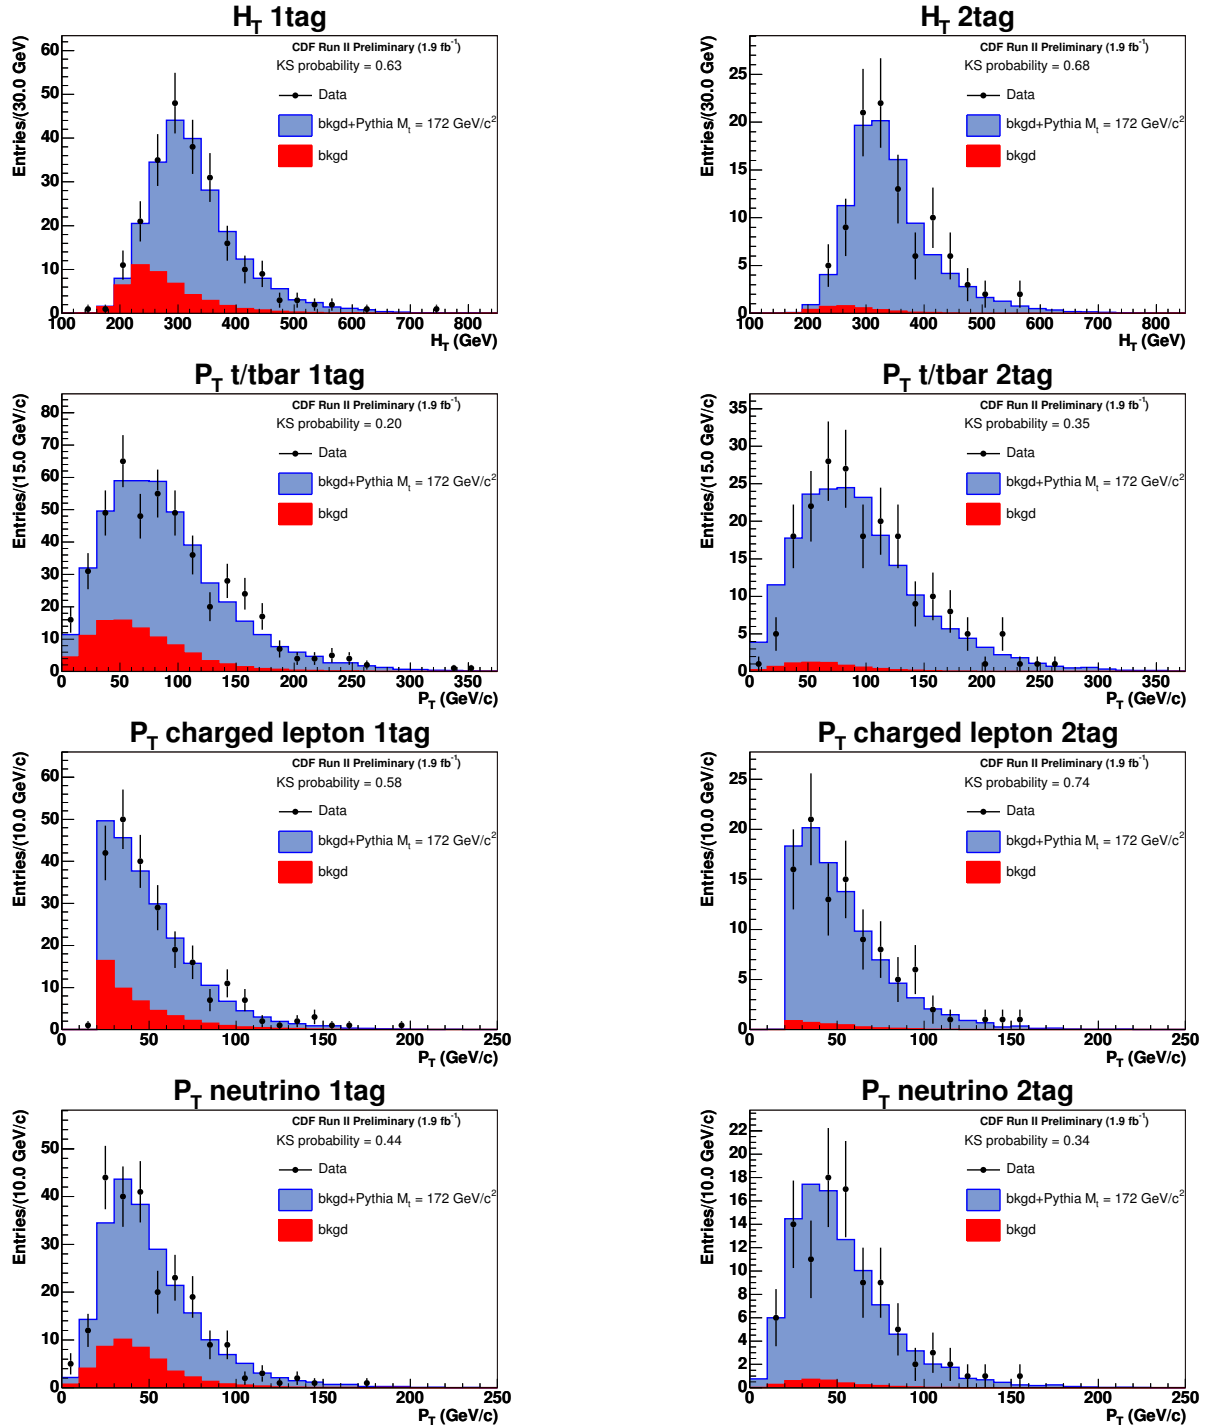 H_T 1tag
Entries/(30.0 GeV)
CDF Run II Preliminary (1.9 fb⁻¹)
KS probability = 0.63
Data
bkgd+Pythia M_t = 172 GeV/c²
bkgd
60
50
40
30
20
10
0
100 200 300 400 500 600 700 800
H_T (GeV)
H_T 2tag
Entries/(30.0 GeV)
CDF Run II Preliminary (1.9 fb⁻¹)
KS probability = 0.68
Data
bkgd+Pythia M_t = 172 GeV/c²
bkgd
25
20
15
10
5
0
100 200 300 400 500 600 700 800
H_T (GeV)
P_T t/tbar 1tag
Entries/(15.0 GeV/c)
CDF Run II Preliminary (1.9 fb⁻¹)
KS probability = 0.20
Data
bkgd+Pythia M_t = 172 GeV/c²
bkgd
80
70
60
50
40
30
20
10
0
0 50 100 150 200 250 300 350
P_T (GeV/c)
P_T t/tbar 2tag
Entries/(15.0 GeV/c)
CDF Run II Preliminary (1.9 fb⁻¹)
KS probability = 0.35
Data
bkgd+Pythia M_t = 172 GeV/c²
bkgd
35
30
25
20
15
10
5
0
0 50 100 150 200 250 300 350
P_T (GeV/c)
P_T charged lepton 1tag
Entries/(10.0 GeV/c)
CDF Run II Preliminary (1.9 fb⁻¹)
KS probability = 0.58
Data
bkgd+Pythia M_t = 172 GeV/c²
bkgd
60
50
40
30
20
10
0
0 50 100 150 200 250
P_T (GeV/c)
P_T charged lepton 2tag
Entries/(10.0 GeV/c)
CDF Run II Preliminary (1.9 fb⁻¹)
KS probability = 0.74
Data
bkgd+Pythia M_t = 172 GeV/c²
bkgd
25
20
15
10
5
0
0 50 100 150 200 250
P_T (GeV/c)
P_T neutrino 1tag
Entries/(10.0 GeV/c)
CDF Run II Preliminary (1.9 fb⁻¹)
KS probability = 0.44
Data
bkgd+Pythia M_t = 172 GeV/c²
bkgd
50
40
30
20
10
0
0 50 100 150 200 250
P_T (GeV/c)
P_T neutrino 2tag
Entries/(10.0 GeV/c)
CDF Run II Preliminary (1.9 fb⁻¹)
KS probability = 0.34
Data
bkgd+Pythia M_t = 172 GeV/c²
bkgd
22
20
18
16
14
12
10
8
6
4
2
0
0 50 100 150 200 250
P_T (GeV/c)